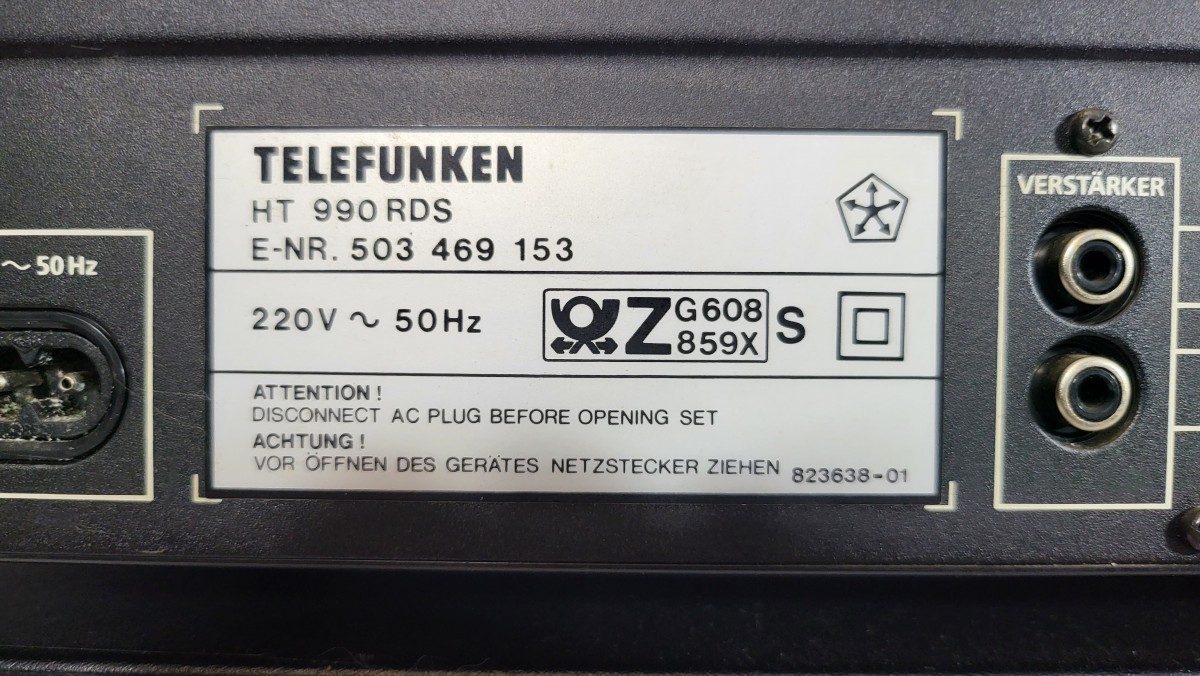 TELEFUNKEN
HT 990 RDS
E-NR. 503 469 153
~ 50 Hz
220V ~ 50Hz
Z G608
859X
S
ATTENTION !
DISCONNECT AC PLUG BEFORE OPENING SET
ACHTUNG !
VOR ÖFFNEN DES GERÄTES NETZSTECKER ZIEHEN
823638-01
VERSTÄRKER